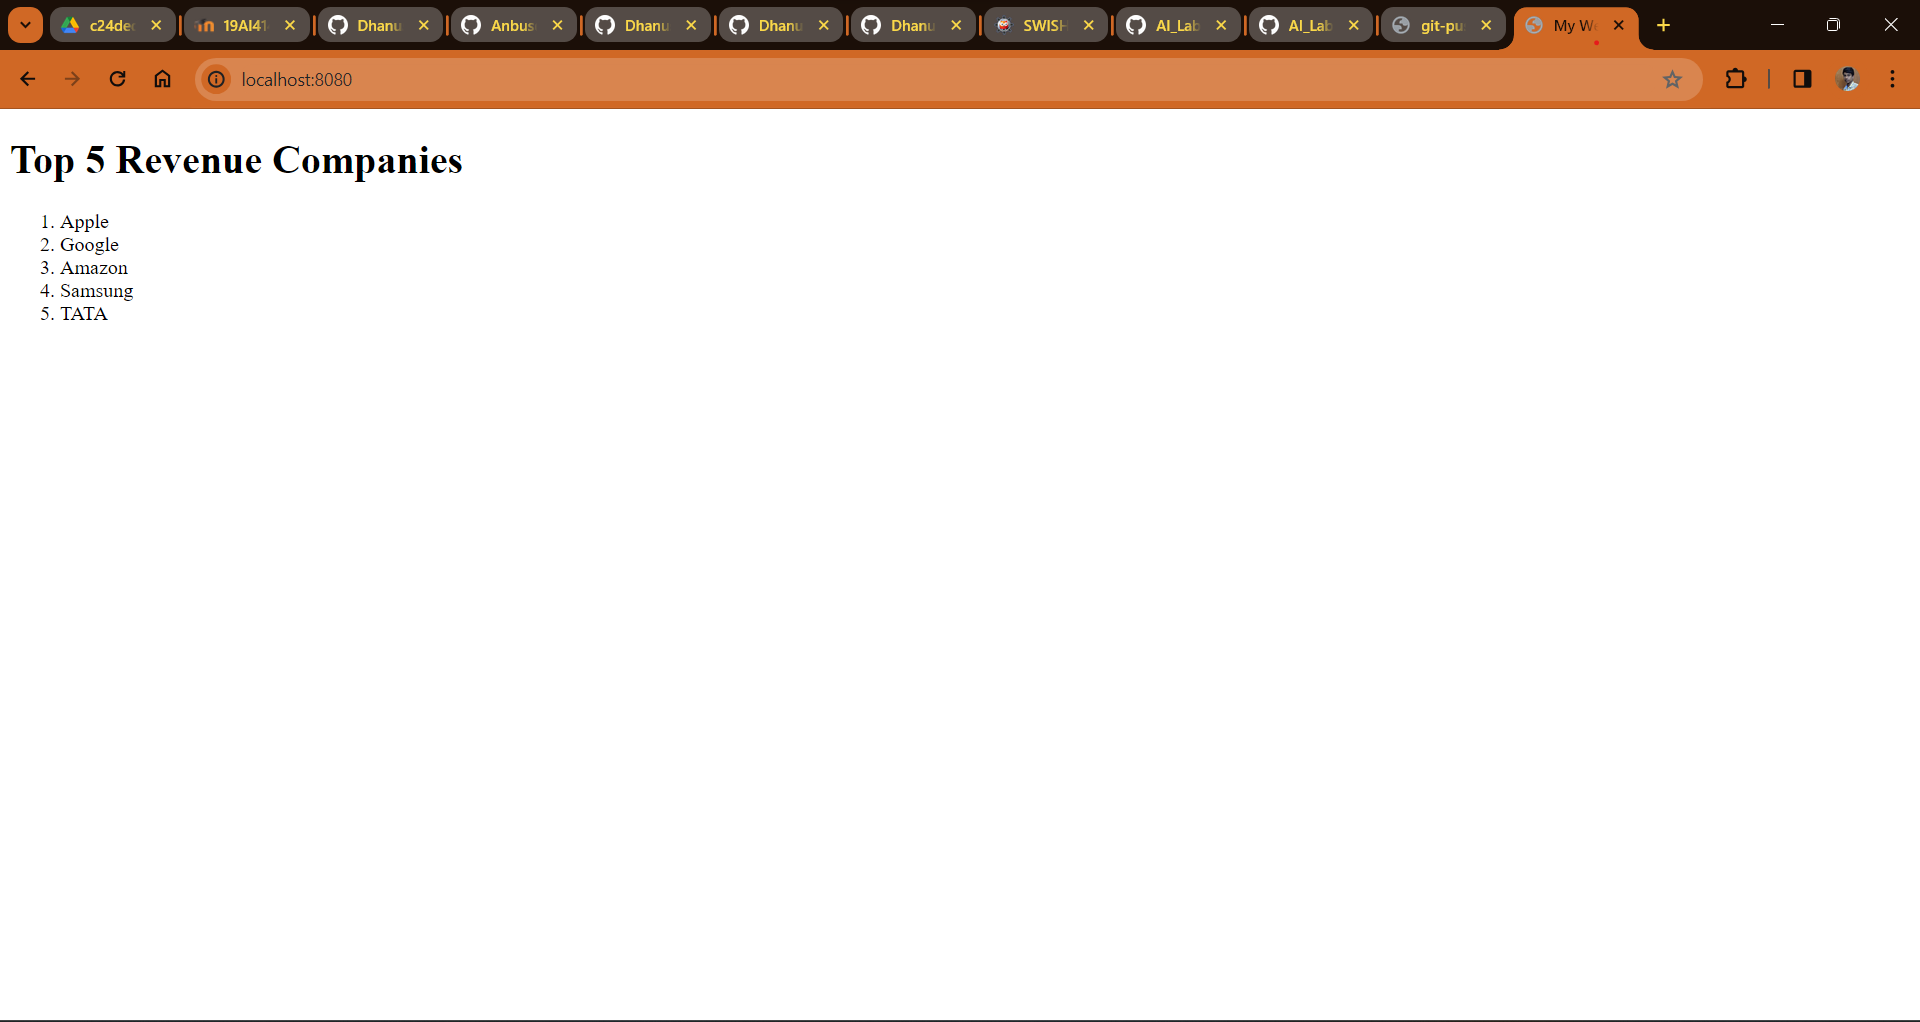 c24dec
19AI41
Dhanu
Anbus
Dhanu
Dhanu
Dhanu
SWISH
AI_Lab
AI_Lab
git-pu
My W
localhost:8080
Top 5 Revenue Companies
1. Apple
2. Google
3. Amazon
4. Samsung
5. TATA